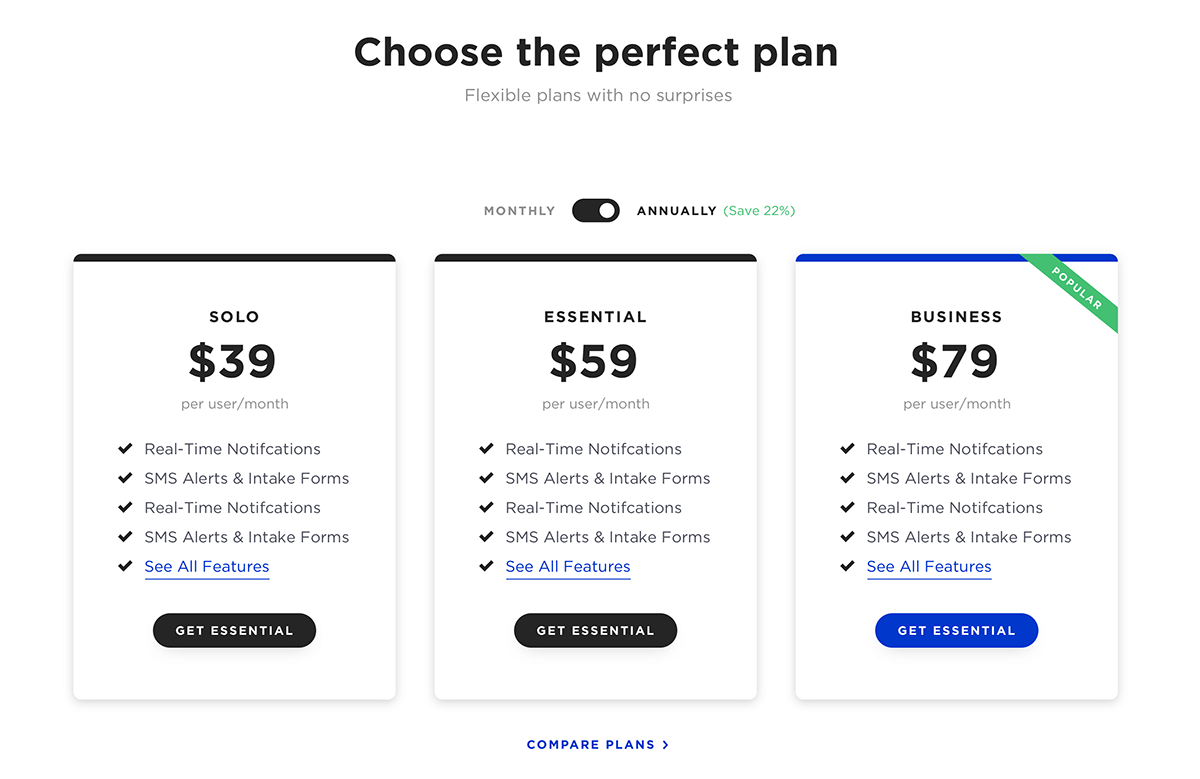 Choose the perfect plan
Flexible plans with no surprises
MONTHLY ANNUALLY (Save 22%)
SOLO
$39
per user/month
Real-Time Notifcations
SMS Alerts & Intake Forms
Real-Time Notifcations
SMS Alerts & Intake Forms
See All Features
GET ESSENTIAL
ESSENTIAL
$59
per user/month
Real-Time Notifcations
SMS Alerts & Intake Forms
Real-Time Notifcations
SMS Alerts & Intake Forms
See All Features
GET ESSENTIAL
POPULAR
BUSINESS
$79
per user/month
Real-Time Notifcations
SMS Alerts & Intake Forms
Real-Time Notifcations
SMS Alerts & Intake Forms
See All Features
GET ESSENTIAL
COMPARE PLANS >